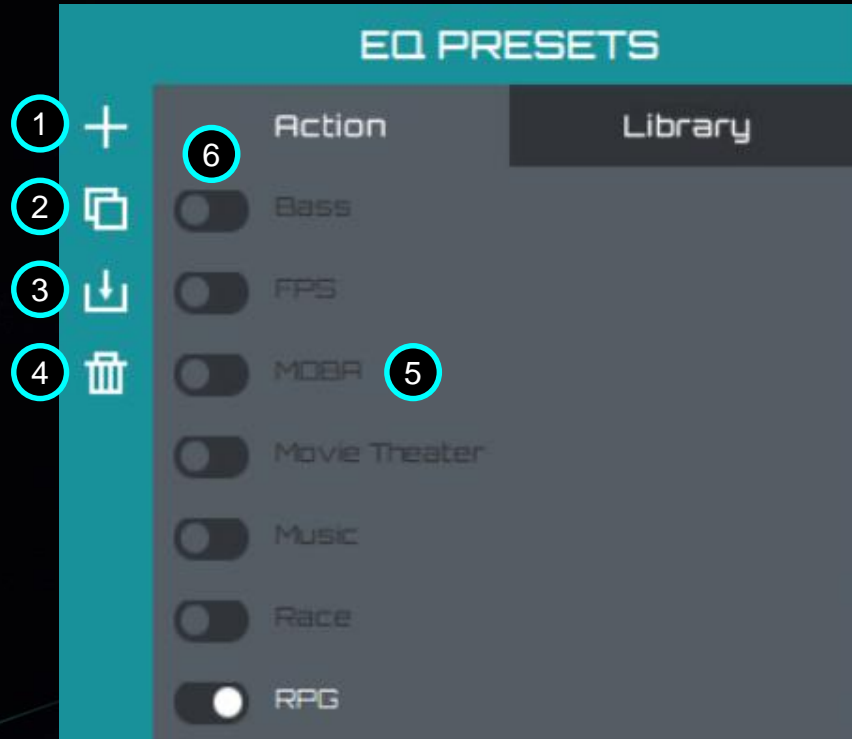 EQ PRESETS
1
Action
Library
6
2
Bass
3
FPS
4
MOBA
5
Movie Theater
Music
Race
RPG